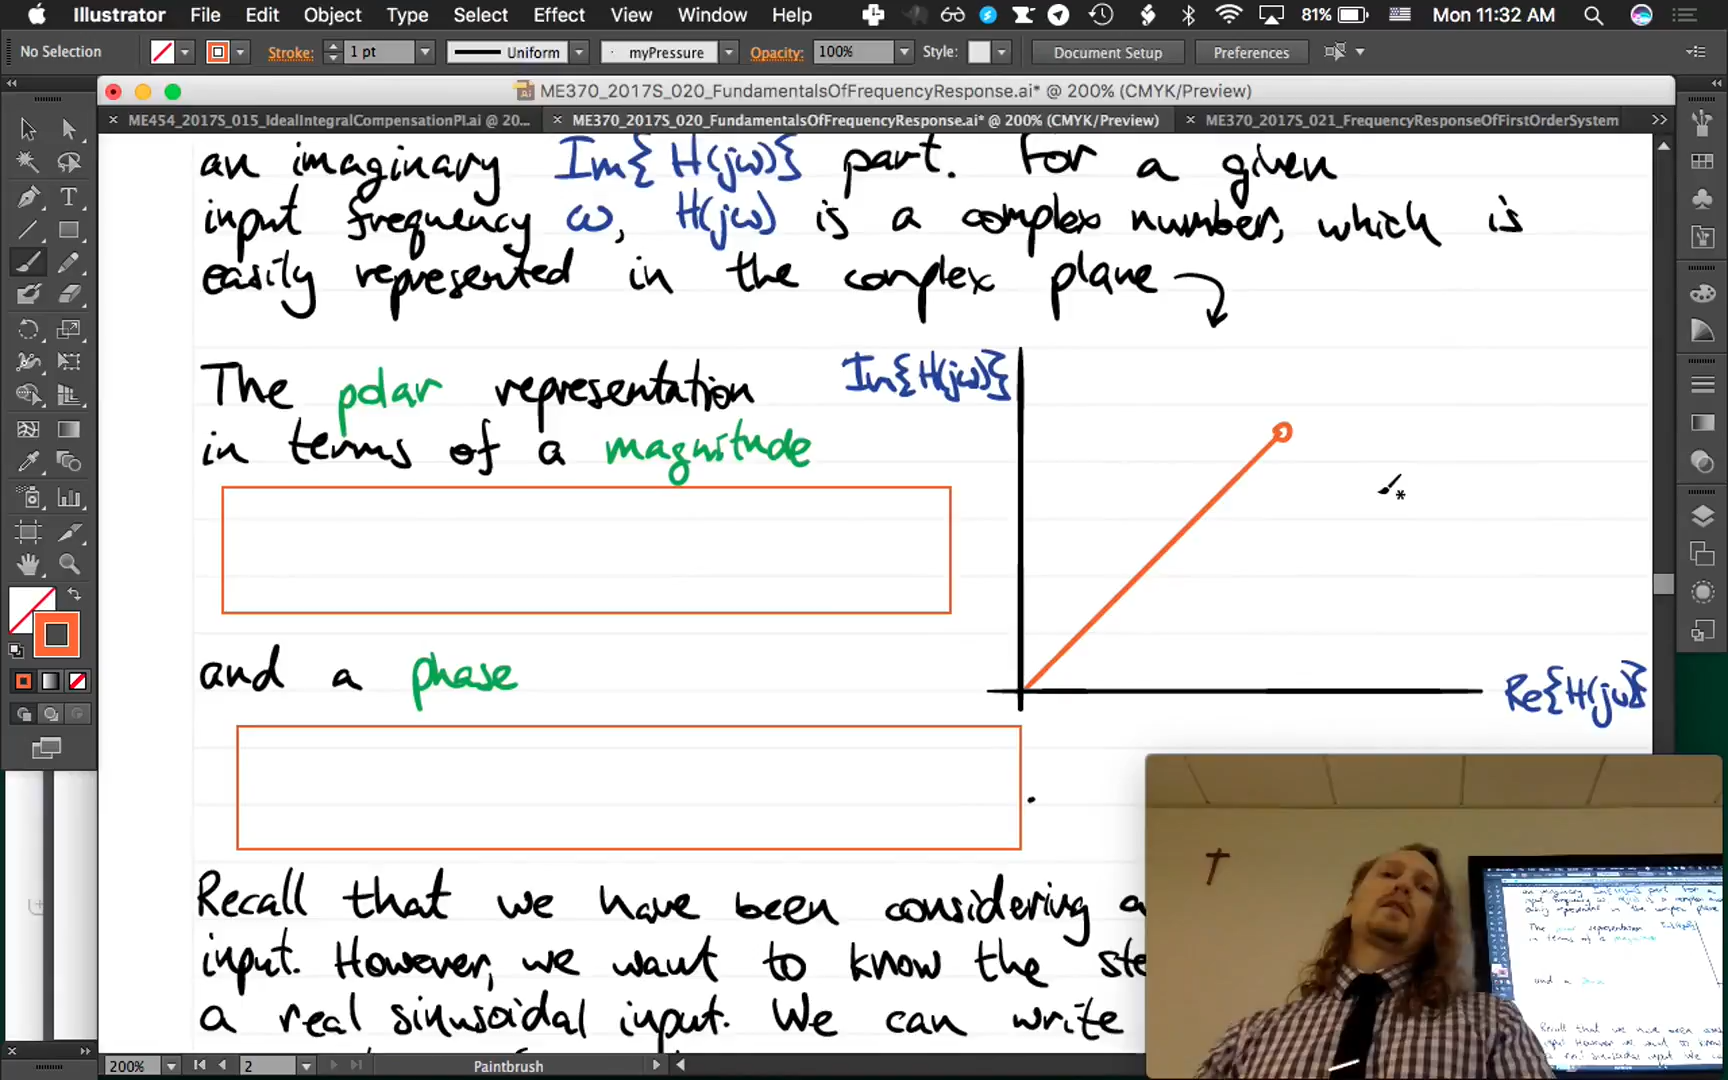 Illustrator File Edit Object Type Select Effect View Window Help 81% Mon 11:32 AM
No Selection Stroke: 1 pt Uniform myPressure Opacity: 100% Style: Document Setup Preferences
ME370_2017S_020_FundamentalsOfFrequencyResponse.ai* @ 200% (CMYK/Preview)
ME454_2017S_015_IdealIntegralCompensationPI.ai @ 20... ME370_2017S_020_FundamentalsOfFrequencyResponse.ai* @ 200% (CMYK/Preview) ME370_2017S_021_FrequencyResponseOfFirstOrderSystem
an imaginary Im{H(jω)} part. For a given
input frequency ω, H(jω) is a complex number, which is
easily represented in the complex plane
The polar representation
in terms of a magnitude
Im{H(jω)}
and a phase
Re{H(jω)}
.
Recall that we have been considering a
input. However, we want to know the ste
a real sinusoidal input. We can write
200% 2 Paintbrush